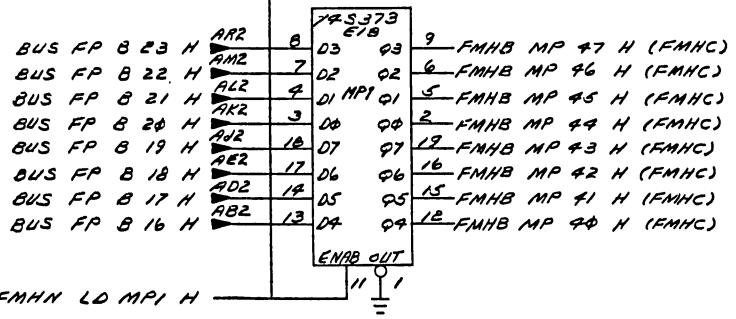 74S373
E18
BUS FP B 23 H AR2 8 D3 Q3 9 FMHB MP 47 H (FMHC)
BUS FP B 22 H AM2 7 D2 Q2 6 FMHB MP 46 H (FMHC)
BUS FP B 21 H AL2 4 D1 MP1 Q1 5 FMHB MP 45 H (FMHC)
BUS FP B 2φ H AK2 3 Dφ Qφ 2 FMHB MP 44 H (FMHC)
BUS FP B 19 H AJ2 18 D7 Q7 19 FMHB MP 43 H (FMHC)
BUS FP B 18 H AE2 17 D6 Q6 16 FMHB MP 42 H (FMHC)
BUS FP B 17 H AD2 14 D5 Q5 15 FMHB MP 41 H (FMHC)
BUS FP B 16 H AB2 13 D4 Q4 12 FMHB MP 4φ H (FMHC)
ENAB OUT
FMHN LD MP1 H 11 1